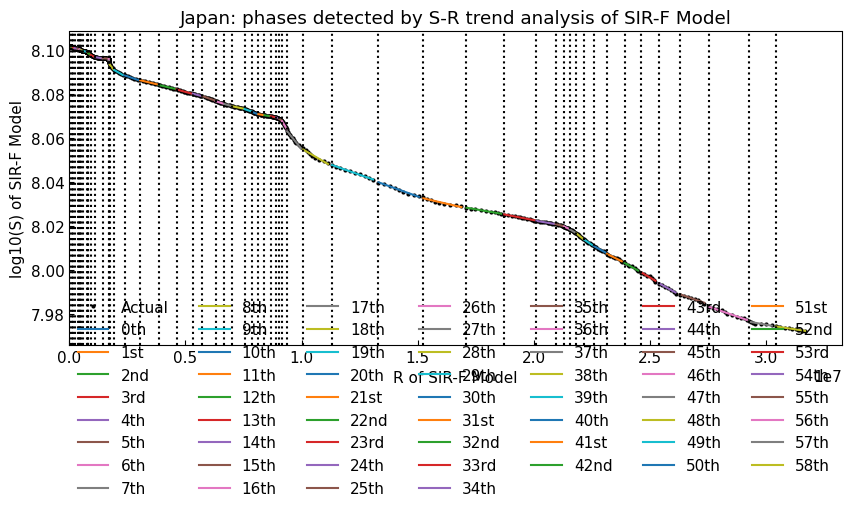 Japan: phases detected by S-R trend analysis of SIR-F Model
log10(S) of SIR-F Model
8.10
8.08
8.06
8.04
8.02
8.00
7.98
0.0 0.5 1.0 1.5 2.0 2.5 3.0
R of SIR-F Model
1e7
Actual 8th 17th 26th 35th 43rd 51st
0th 9th 18th 27th 36th 44th 52nd
1st 10th 19th 28th 37th 45th 53rd
2nd 11th 20th 29th 38th 46th 54th
3rd 12th 21st 30th 39th 47th 55th
4th 13th 22nd 31st 40th 48th 56th
5th 14th 23rd 32nd 41st 49th 57th
6th 15th 24th 33rd 42nd 50th 58th
7th 16th 25th 34th